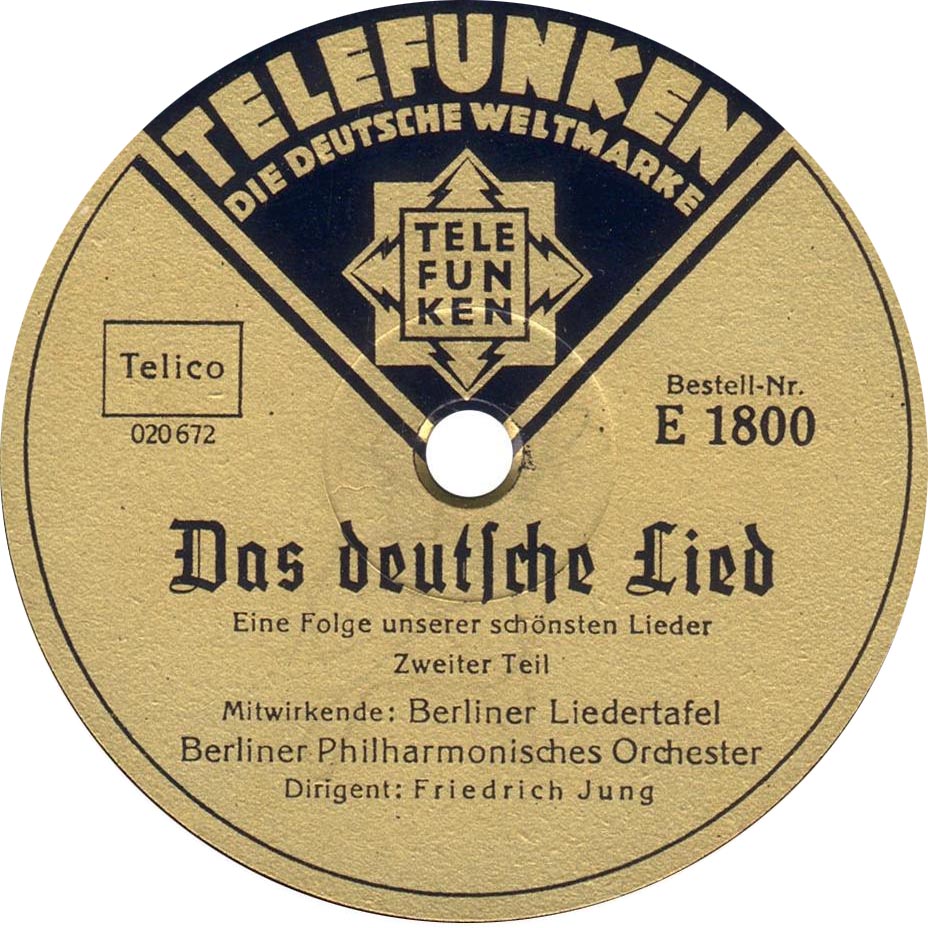 TELEFUNKEN
DIE DEUTSCHE WELTMARKE
TELE
FUN
KEN
Telico
020672
Bestell-Nr.
E 1800
Das deutſche Lied
Eine Folge unserer schönsten Lieder
Zweiter Teil
Mitwirkende: Berliner Liedertafel
Berliner Philharmonisches Orchester
Dirigent: Friedrich Jung